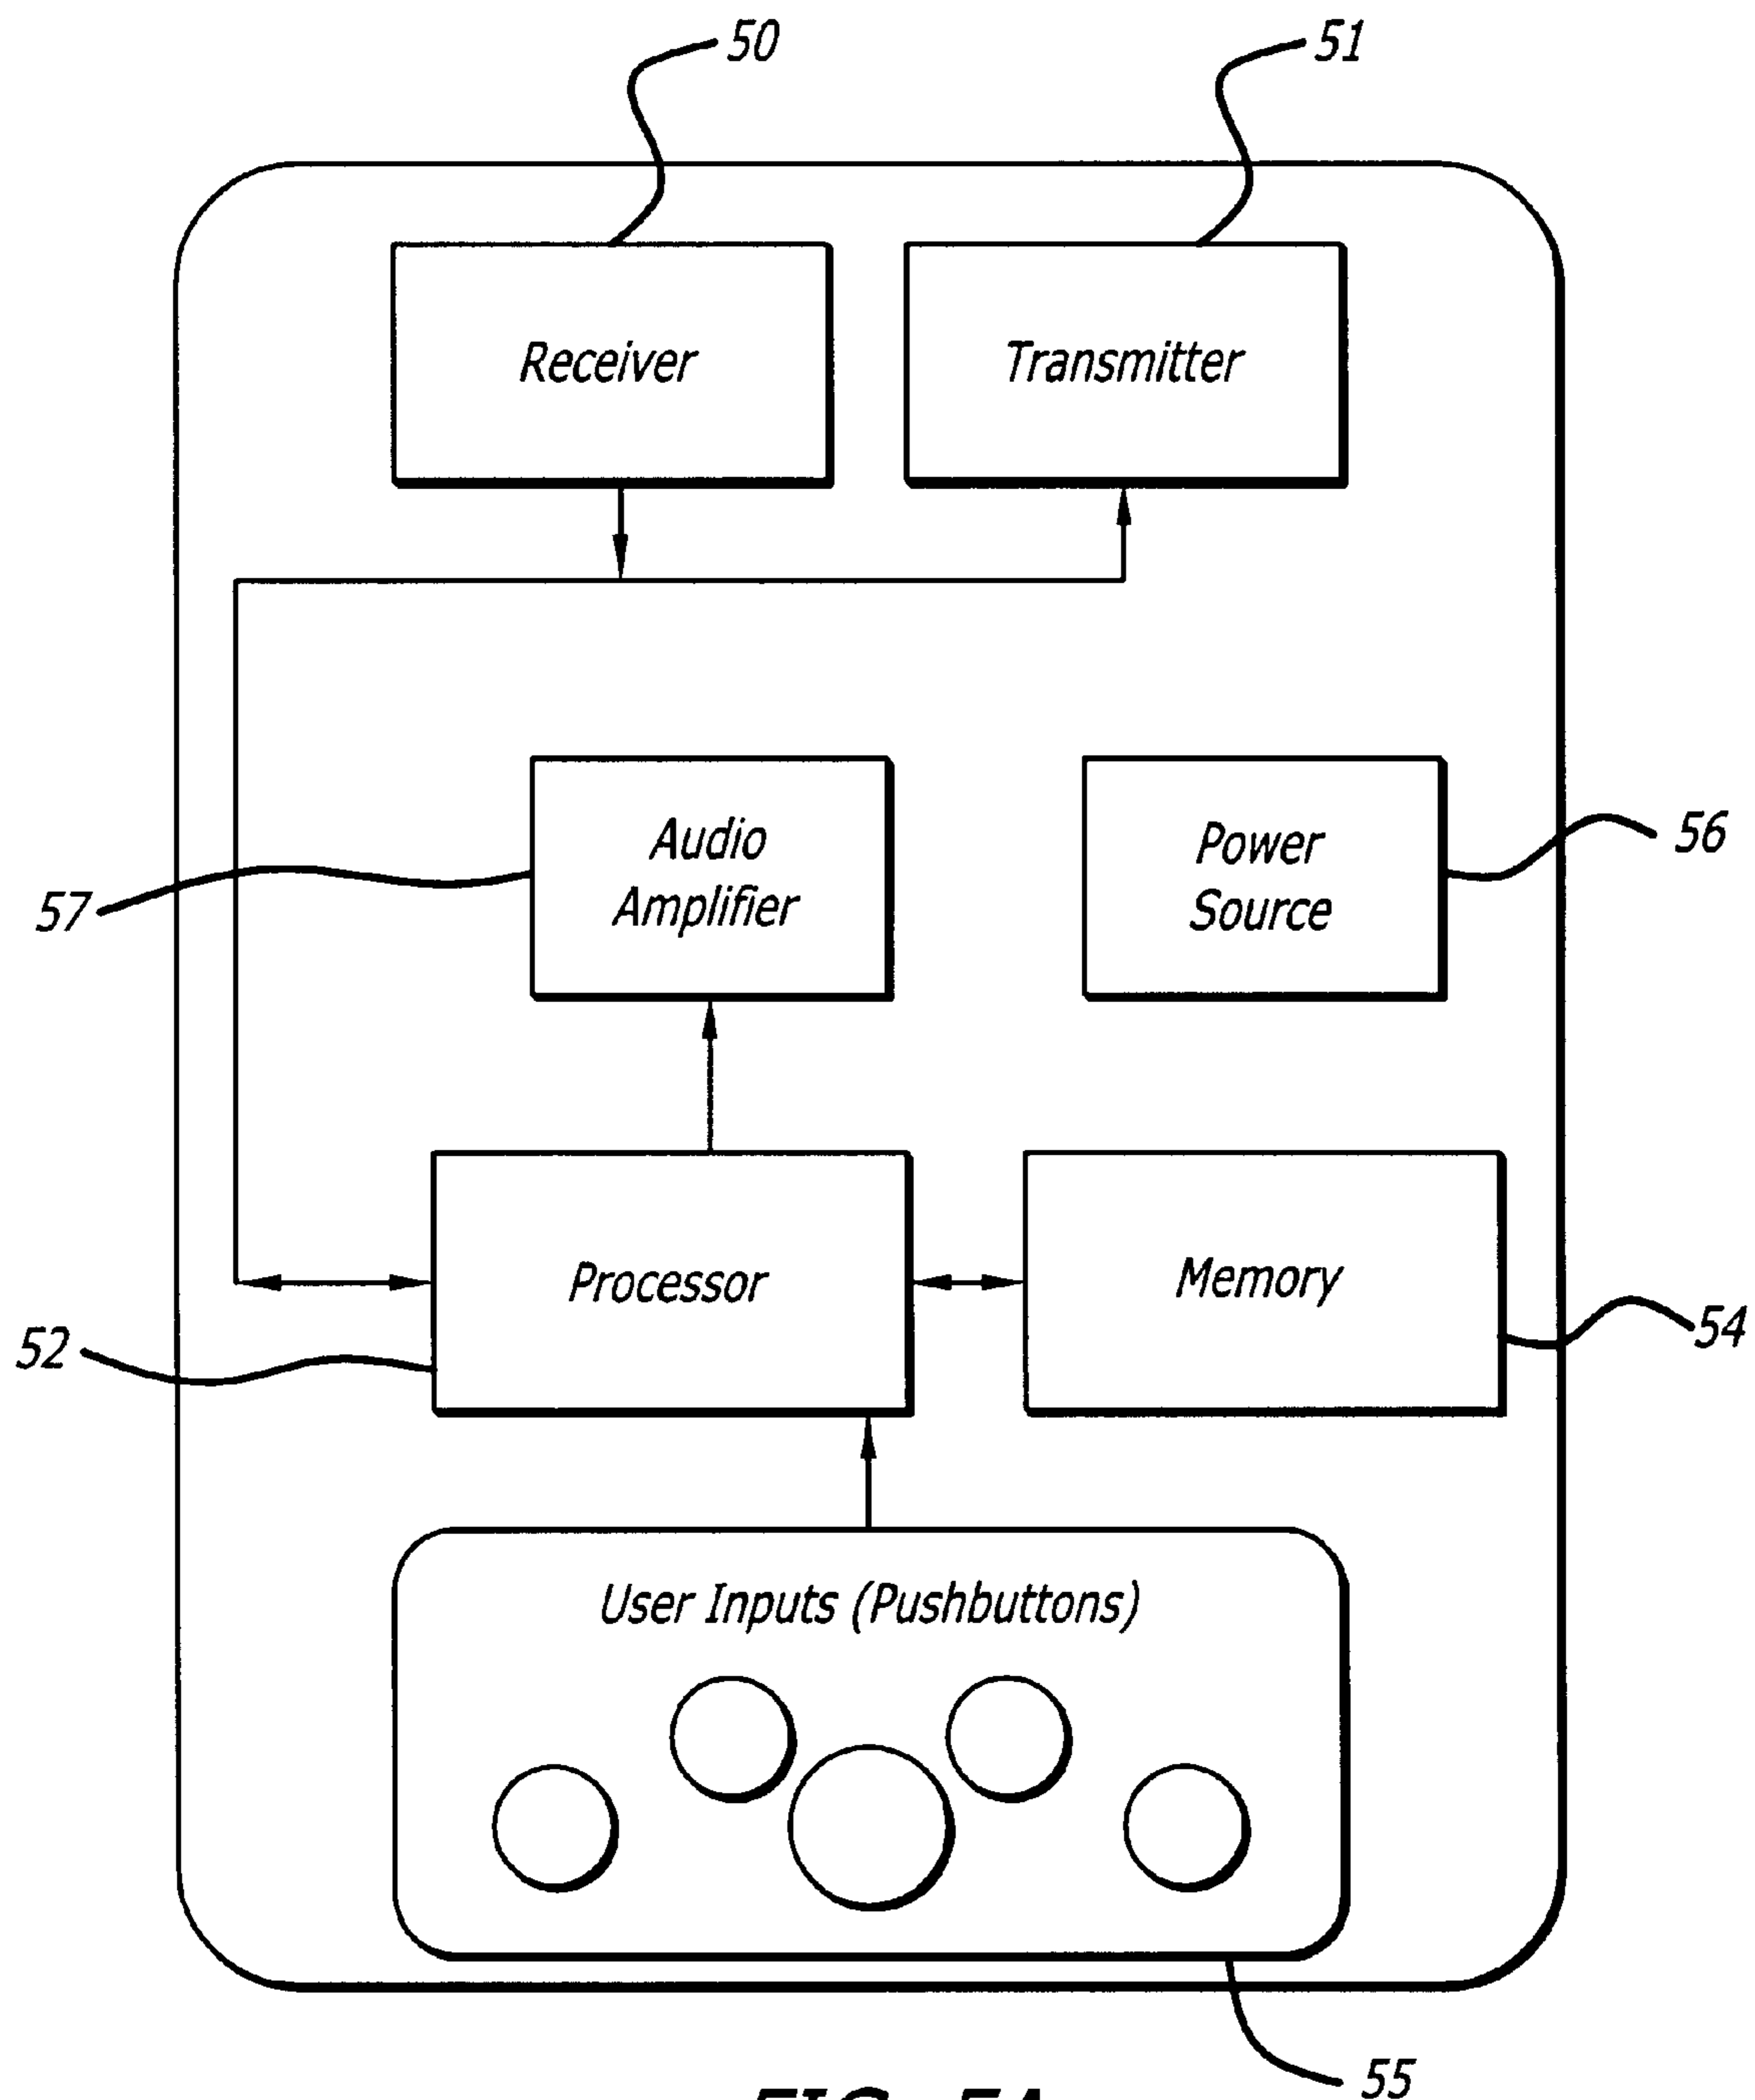 50
51
Receiver
Transmitter
Audio
Amplifier
Power
Source
56
57
Processor
Memory
52
54
User Inputs (Pushbuttons)
55